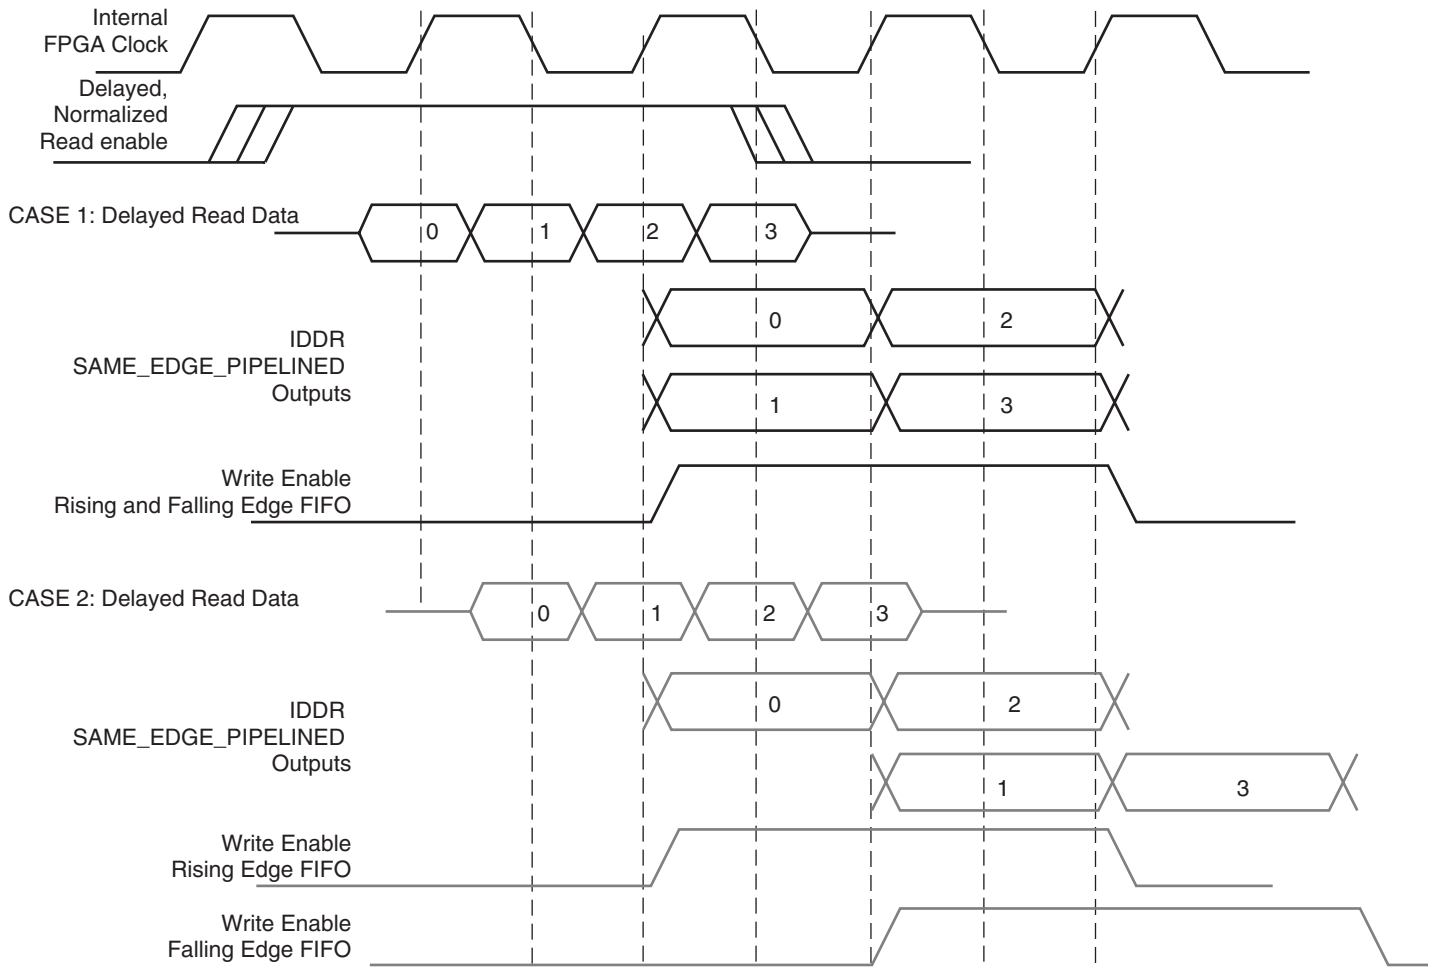 Internal
FPGA Clock
Delayed,
Normalized
Read enable
CASE 1: Delayed Read Data
0 1 2 3
0 2
IDDR
SAME_EDGE_PIPELINED
Outputs
1 3
Write Enable
Rising and Falling Edge FIFO
CASE 2: Delayed Read Data
0 1 2 3
0 2
IDDR
SAME_EDGE_PIPELINED
Outputs
1 3
Write Enable
Rising Edge FIFO
Write Enable
Falling Edge FIFO